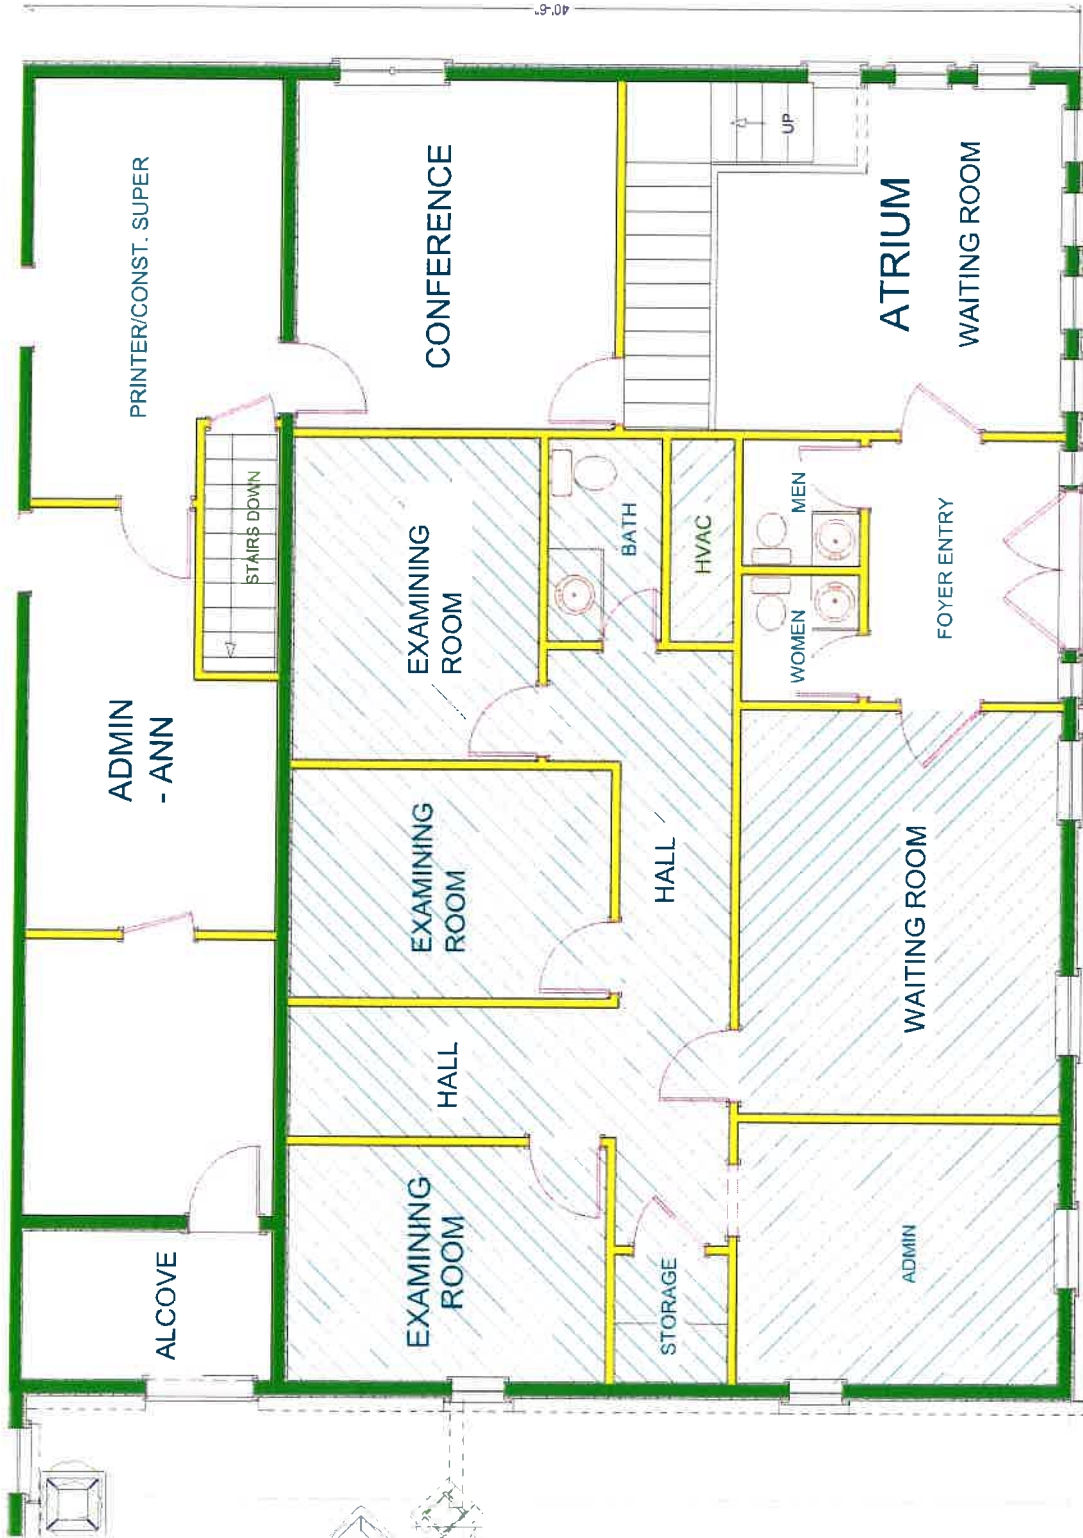 40'-6"
PRINTER/CONST. SUPER
CONFERENCE
UP
ATRIUM
WAITING ROOM
STAIRS DOWN
EXAMINING
ROOM
BATH
HVAC
MEN
WOMEN
FOYER ENTRY
ADMIN
- ANN
EXAMINING
ROOM
HALL
WAITING ROOM
HALL
ALCOVE
EXAMINING
ROOM
STORAGE
ADMIN